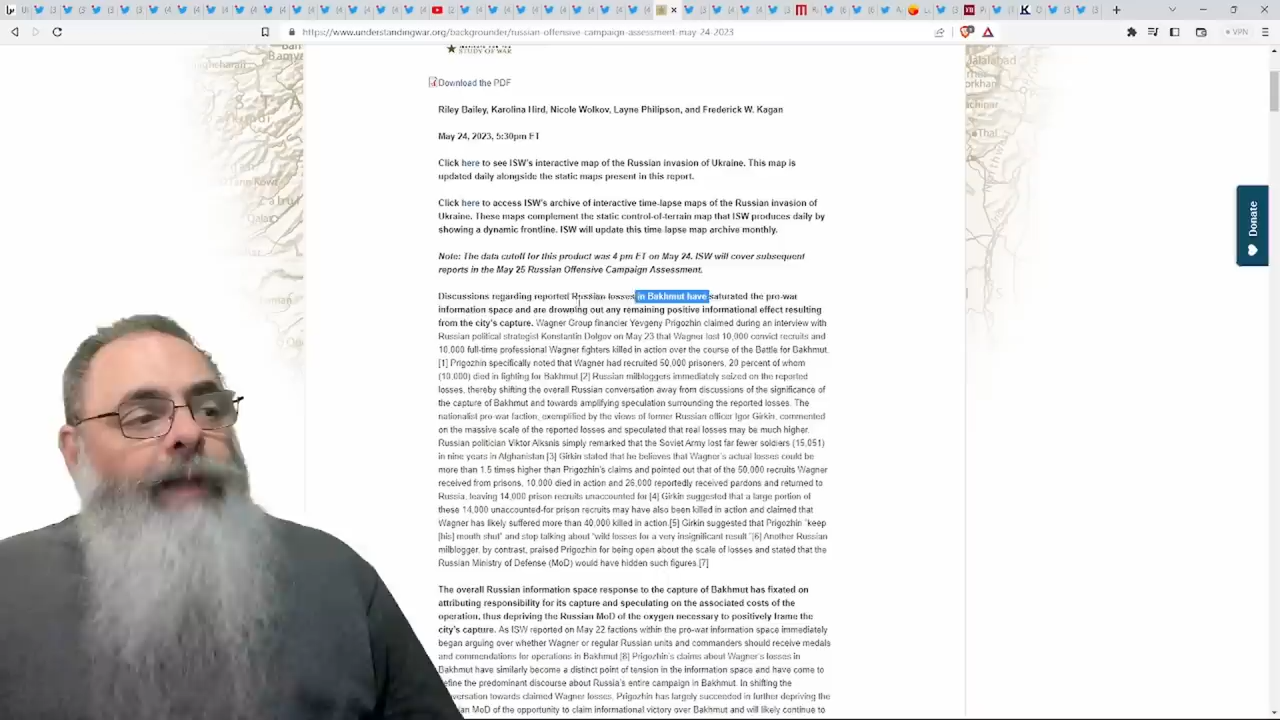 VPN
https://www.understandingwar.org/backgrounder/russian-offensive-campaign-assessment-may-24-2023
STUDY OF WAR
Download the PDF
Riley Bailey, Karolina Hird, Nicole Wolkov, Layne Philipson, and Frederick W. Kagan
May 24, 2023, 5:30pm ET
Click here to see ISW's interactive map of the Russian invasion of Ukraine. This map is
updated daily alongside the static maps present in this report.
Click here to access ISW's archive of interactive time-lapse maps of the Russian invasion of
Ukraine. These maps complement the static control-of-terrain map that ISW produces daily by
showing a dynamic frontline. ISW will update this time lapse map archive monthly.
Note: The data cutoff for this product was 4 pm ET on May 24. ISW will cover subsequent
reports in the May 25 Russian Offensive Campaign Assessment.
Discussions regarding reported Russian losses in Bakhmut have saturated the pro-war
information space and are drowning out any remaining positive informational effect resulting
from the city's capture. Wagner Group financier Yevgeny Prigozhin claimed during an interview with
Russian political strategist Konstantin Dolgov on May 23 that Wagner lost 10,000 convict recruits and
10,000 full-time professional Wagner fighters killed in action over the course of the Battle for Bakhmut.
[1] Prigozhin specifically noted that Wagner had recruited 50,000 prisoners, 20 percent of whom
(10,000) died in fighting for Bakhmut.[2] Russian milbloggers immediately seized on the reported
losses, thereby shifting the overall Russian conversation away from discussions of the significance of
the capture of Bakhmut and towards amplifying speculation surrounding the reported losses. The
nationalist pro-war faction, exemplified by the views of former Russian officer Igor Girkin, commented
on the massive scale of the reported losses and speculated that real losses may be much higher.
Russian politician Viktor Alksnis simply remarked that the Soviet Army lost far fewer soldiers (15,051)
in nine years in Afghanistan.[3] Girkin stated that he believes that Wagner's actual losses could be
more than 1.5 times higher than Prigozhin's claims and pointed out that of the 50,000 recruits Wagner
received from prisons, 10,000 died in action and 26,000 reportedly received pardons and returned to
Russia, leaving 14,000 prison recruits unaccounted for.[4] Girkin suggested that a large portion of
these 14,000 unaccounted-for prison recruits may have also been killed in action and claimed that
Wagner has likely suffered more than 40,000 killed in action.[5] Girkin suggested that Prigozhin "keep
[his] mouth shut" and stop talking about "wild losses for a very insignificant result."[6] Another Russian
milblogger, by contrast, praised Prigozhin for being open about the scale of losses and stated that the
Russian Ministry of Defense (MoD) would have hidden such figures.[7]
The overall Russian information space response to the capture of Bakhmut has fixated on
attributing responsibility for its capture and speculating on the associated costs of the
operation, thus depriving the Russian MoD of the oxygen necessary to positively frame the
city's capture. As ISW reported on May 22 factions within the pro-war information space immediately
began arguing over whether Wagner or regular Russian units and commanders should receive medals
and commendations for operations in Bakhmut.[8] Prigozhin's claims about Wagner's losses in
Bakhmut have similarly become a distinct point of tension in the information space and have come to
efine the predominant discourse about Russia's entire campaign in Bakhmut. In shifting the
versation towards claimed Wagner losses, Prigozhin has largely succeeded in further depriving the
an MoD of the opportunity to claim informational victory over Bakhmut and will likely continue to
Donate